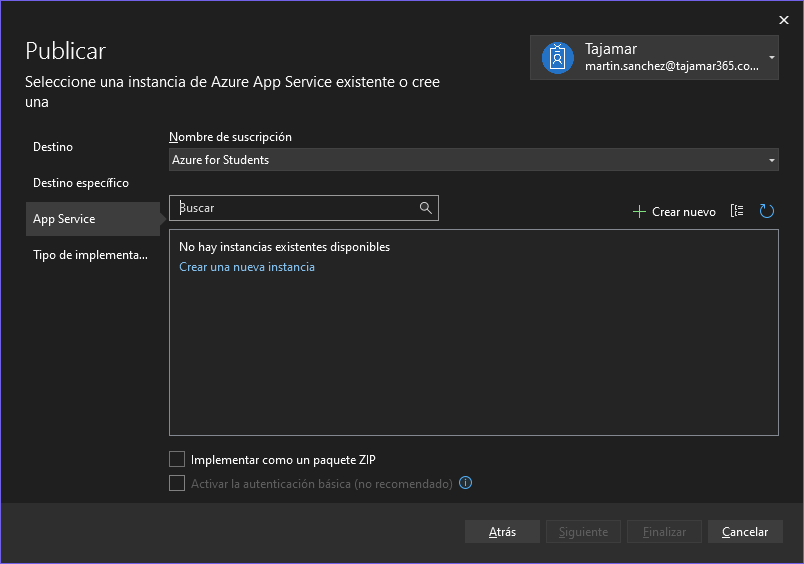 Publicar
Seleccione una instancia de Azure App Service existente o cree
una
Tajamar
martin.sanchez@tajamar365.co...
Destino
Destino específico
App Service
Tipo de implementa...
Nombre de suscripción
Azure for Students
Buscar
Crear nuevo
No hay instancias existentes disponibles
Crear una nueva instancia
Implementar como un paquete ZIP
Activar la autenticación básica (no recomendado)
Atrás
Siguiente
Finalizar
Cancelar